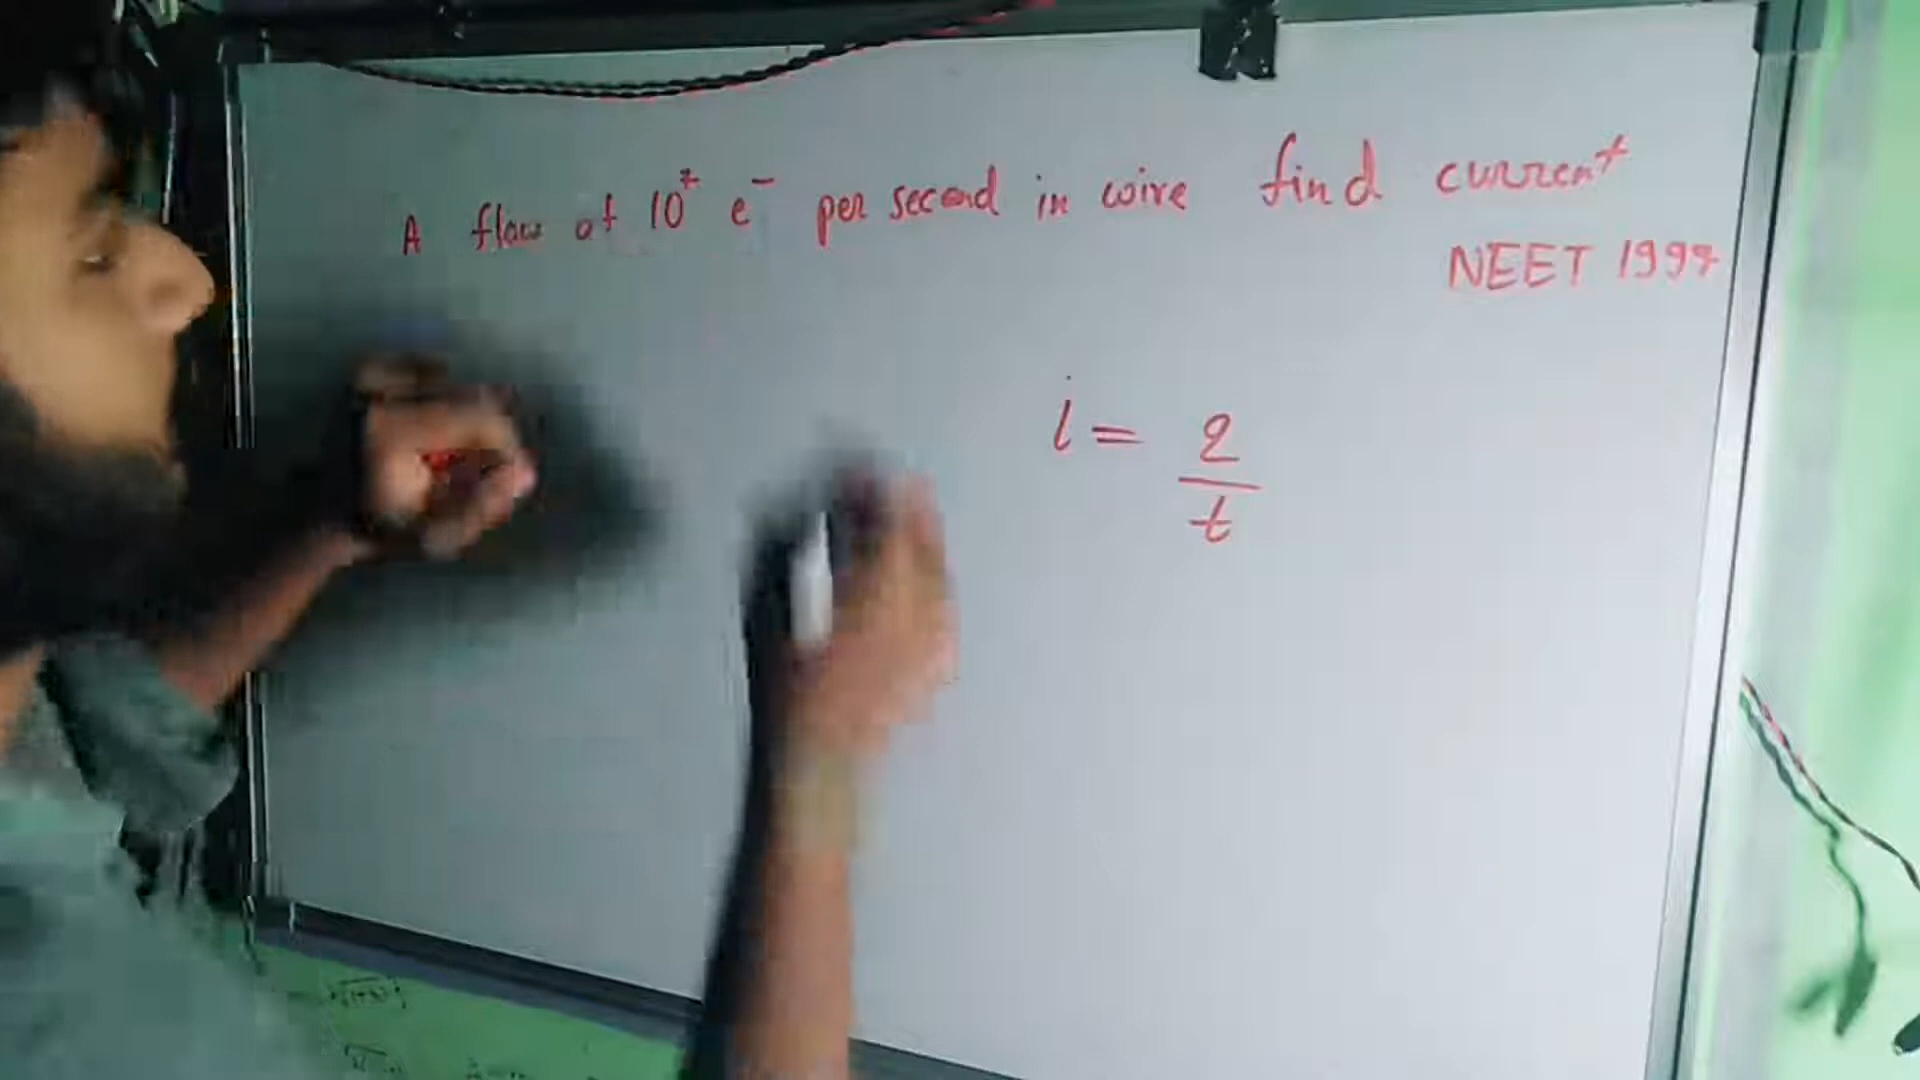 A flow of 10⁷ e⁻ per second in wire find current
NEET 1997
i = q
t